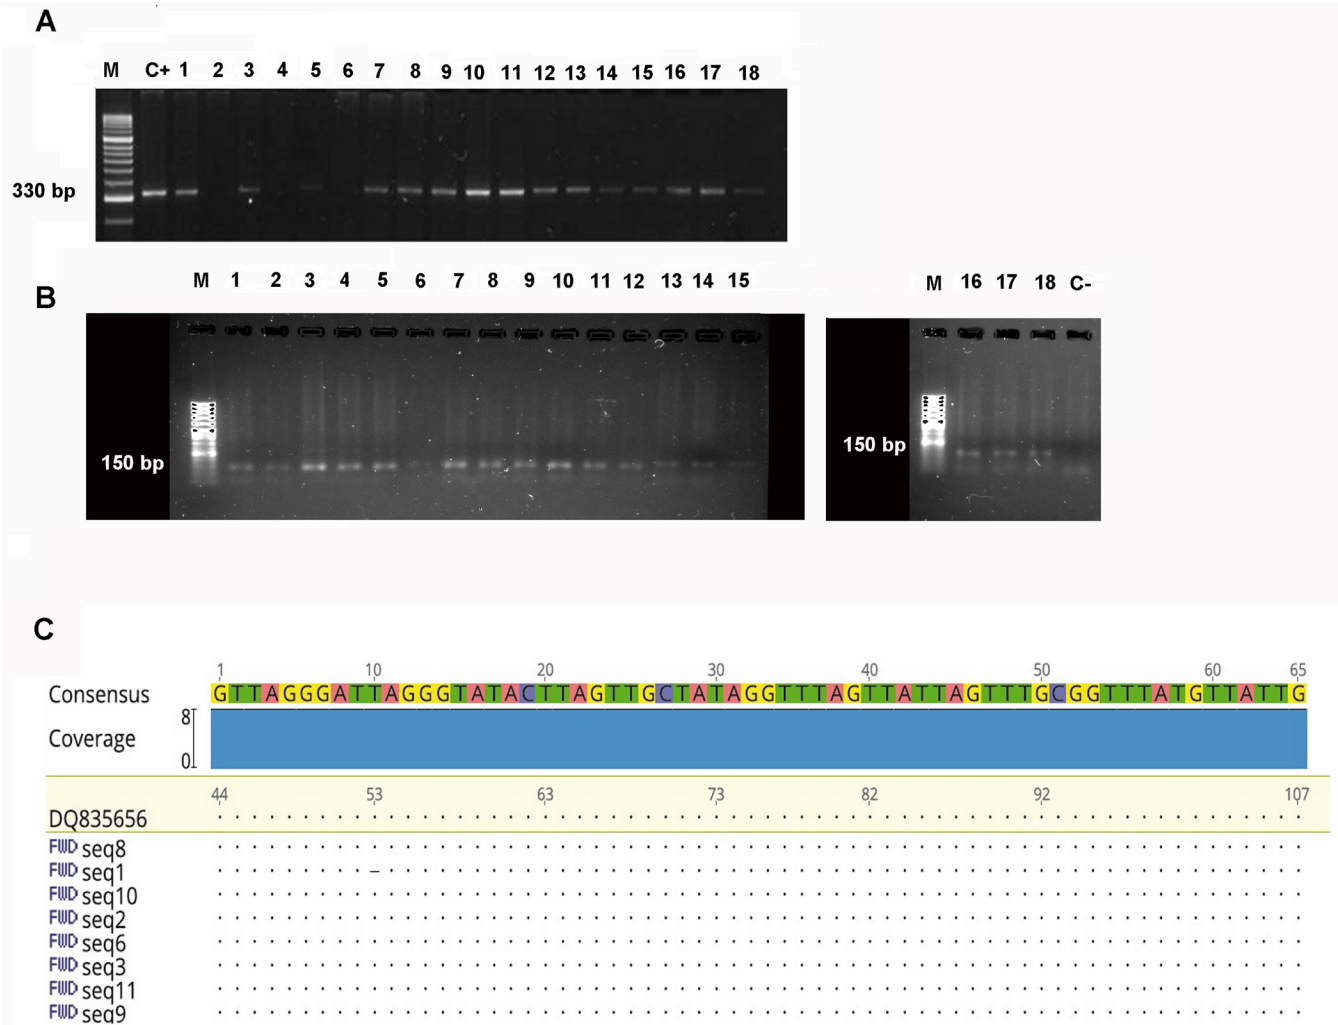 A
M C+ 1 2 3 4 5 6 7 8 9 10 11 12 13 14 15 16 17 18
330 bp
B
M 1 2 3 4 5 6 7 8 9 10 11 12 13 14 15
150 bp
M 16 17 18 C-
150 bp
C
1 10 20 30 40 50 60 65
Consensus GTTAGGGATTAGGGTATACTTAGTTGCTATAGGTTTAGTTATTAGTTTGCGGTTTATGTTATTG
8
Coverage
0
44 53 63 73 82 92 107
DQ835656
FWD seq8
FWD seq1 –
FWD seq10
FWD seq2
FWD seq6
FWD seq3
FWD seq11
FWD seq9